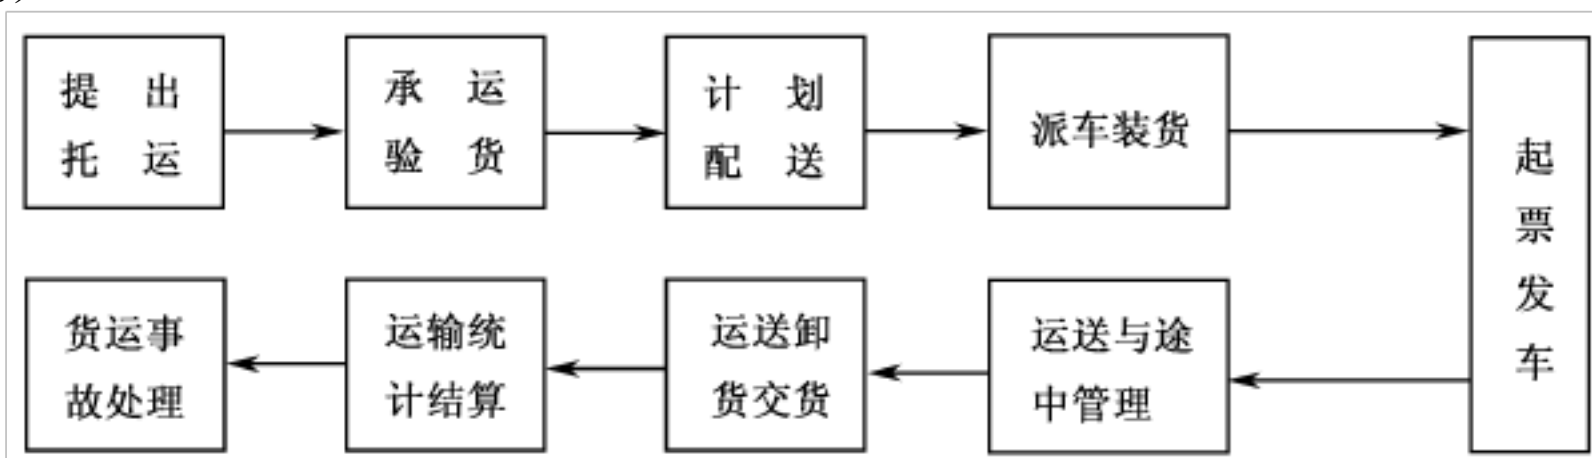 提出
托运
承运
验货
计划
配送
派车装货
起
票
发
车
运送与途
中管理
运送卸
货交货
运输统
计结算
货运事
故处理